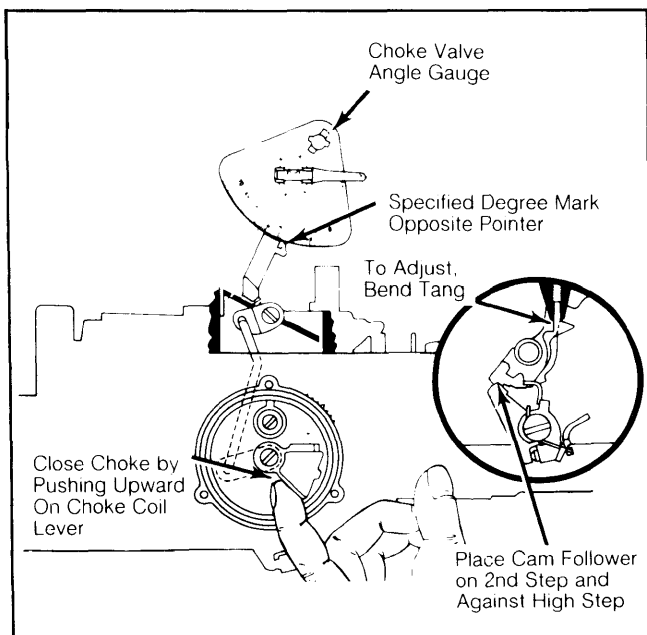 Choke Valve
Angle Gauge
Specified Degree Mark
Opposite Pointer
To Adjust,
Bend Tang
Close Choke by
Pushing Upward
On Choke Coil
Lever
Place Cam Follower
on 2nd Step and
Against High Step